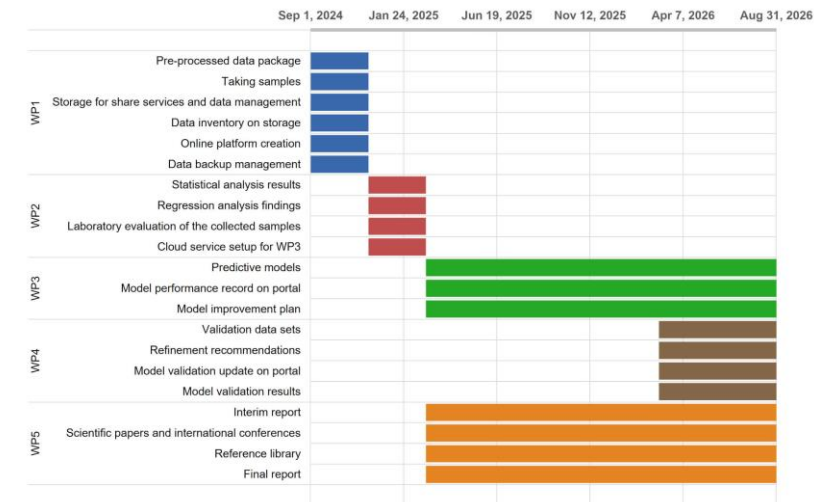 Sep 1, 2024 Jan 24, 2025 Jun 19, 2025 Nov 12, 2025 Apr 7, 2026 Aug 31, 2026
WP1
Pre-processed data package
Taking samples
Storage for share services and data management
Data inventory on storage
Online platform creation
Data backup management
WP2
Statistical analysis results
Regression analysis findings
Laboratory evaluation of the collected samples
Cloud service setup for WP3
WP3
Predictive models
Model performance record on portal
Model improvement plan
WP4
Validation data sets
Refinement recommendations
Model validation update on portal
Model validation results
WP5
Interim report
Scientific papers and international conferences
Reference library
Final report